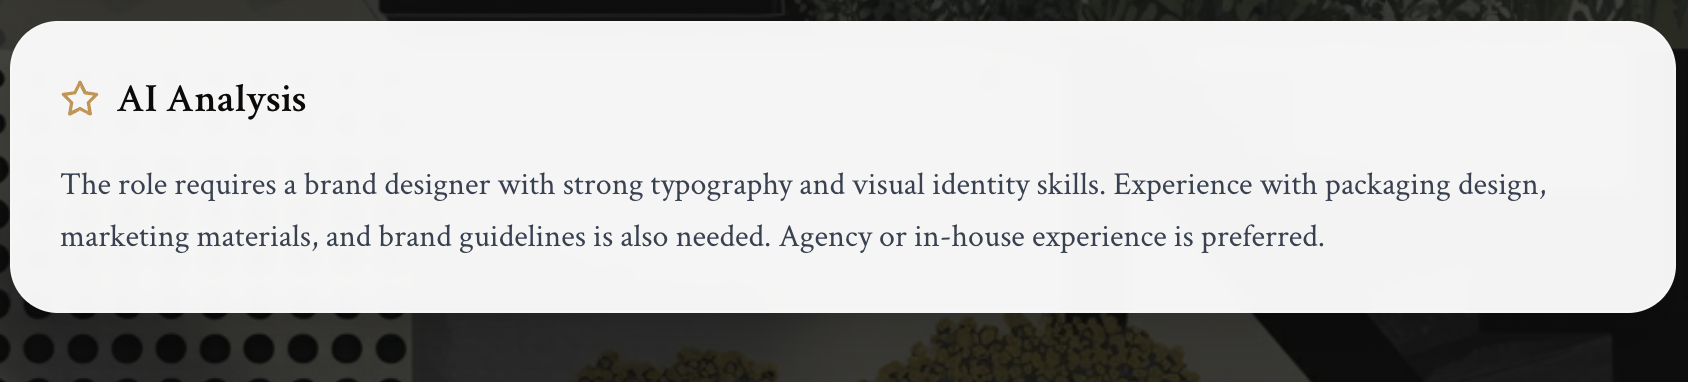 AI Analysis
The role requires a brand designer with strong typography and visual identity skills. Experience with packaging design,
marketing materials, and brand guidelines is also needed. Agency or in-house experience is preferred.